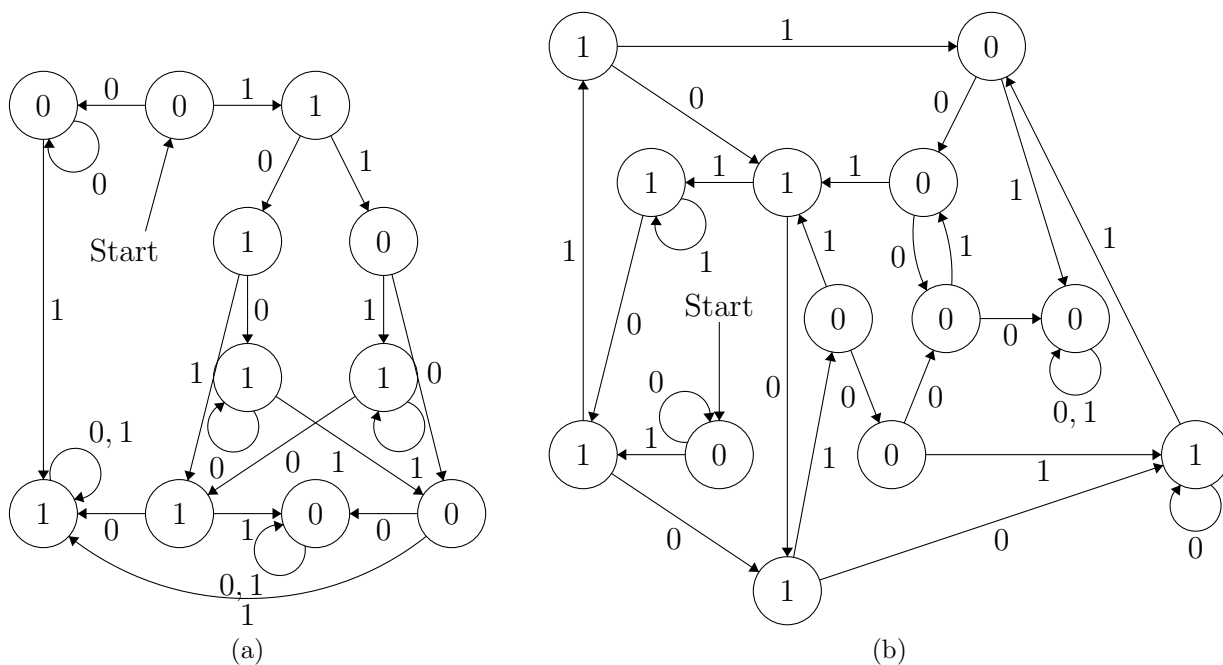 0 0 1 0 1
0 1 0
Start 1 0
1 0 1
1 1 1 0
0 0 1 1
0, 1
1 0 1 1 0 0 0
0, 1
1
(a)
1 1 0
0 0
1 1 1 1 0
1
1 1 0 1 1
Start 0 0 0 0
0 0 0, 1
0 0
1 1 0 0 1 1
0 1 0 0
1
(b)